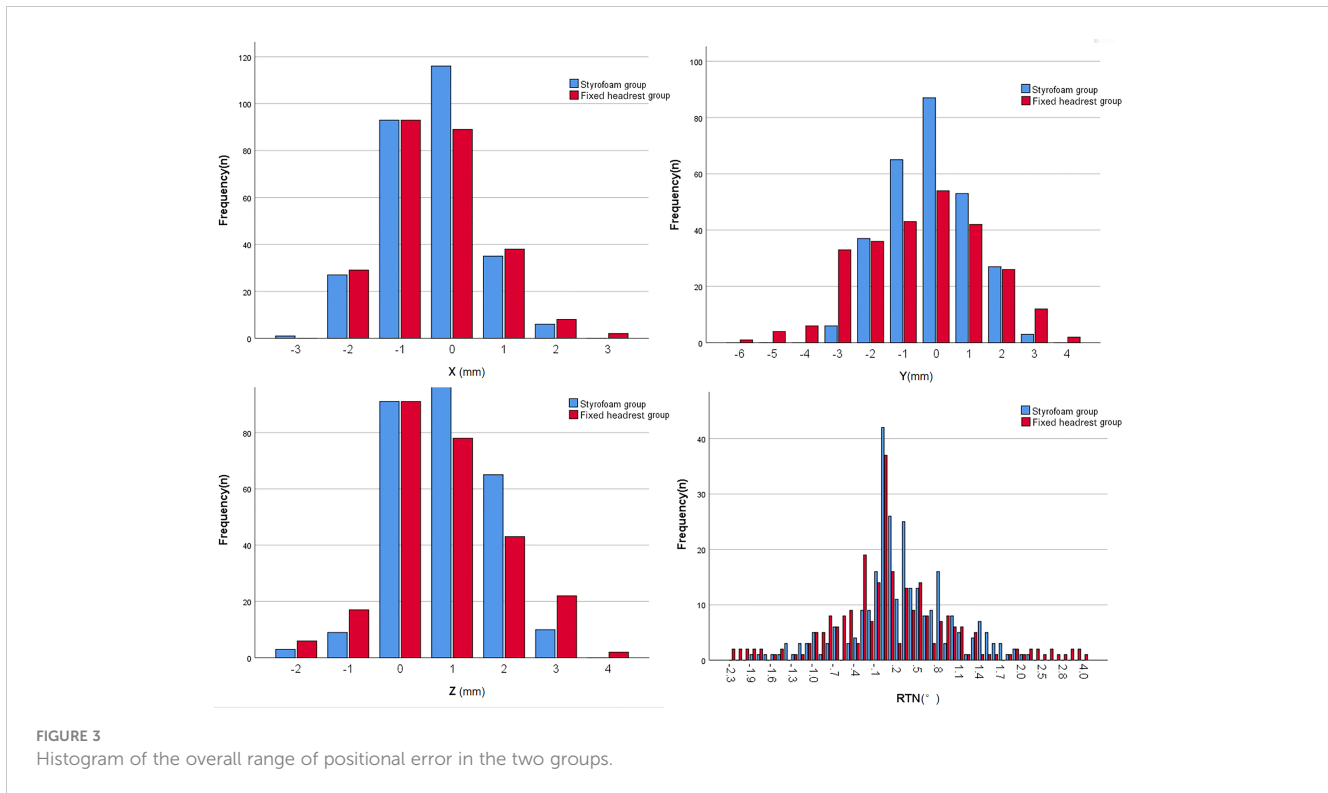 120
100
80
60
40
20
0
Frequency(n)
Styrofoam group
Fixed headrest group
-3 -2 -1 0 1 2 3
X (mm)
100
80
60
40
20
0
Frequency(n)
Styrofoam group
Fixed headrest group
-6 -5 -4 -3 -2 -1 0 1 2 3 4
Y(mm)
80
60
40
20
0
Frequency(n)
Styrofoam group
Fixed headrest group
-2 -1 0 1 2 3 4
Z (mm)
40
30
20
10
0
Frequency(n)
Styrofoam group
Fixed headrest group
-2.3 -1.9 -1.6 -1.3 -1.0 -.7 -.4 -.1 .2 .5 .8 1.1 1.4 1.7 2.0 2.5 2.8 4.0
RTN(°)
FIGURE 3
Histogram of the overall range of positional error in the two groups.